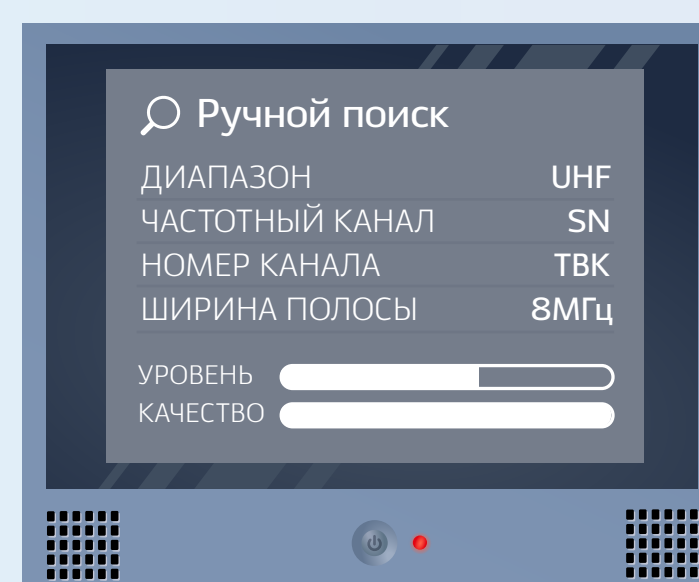 Ручной поиск
ДИАПАЗОН UHF
ЧАСТОТНЫЙ КАНАЛ SN
НОМЕР КАНАЛА ТВК
ШИРИНА ПОЛОСЫ 8МГц
УРОВЕНЬ
КАЧЕСТВО